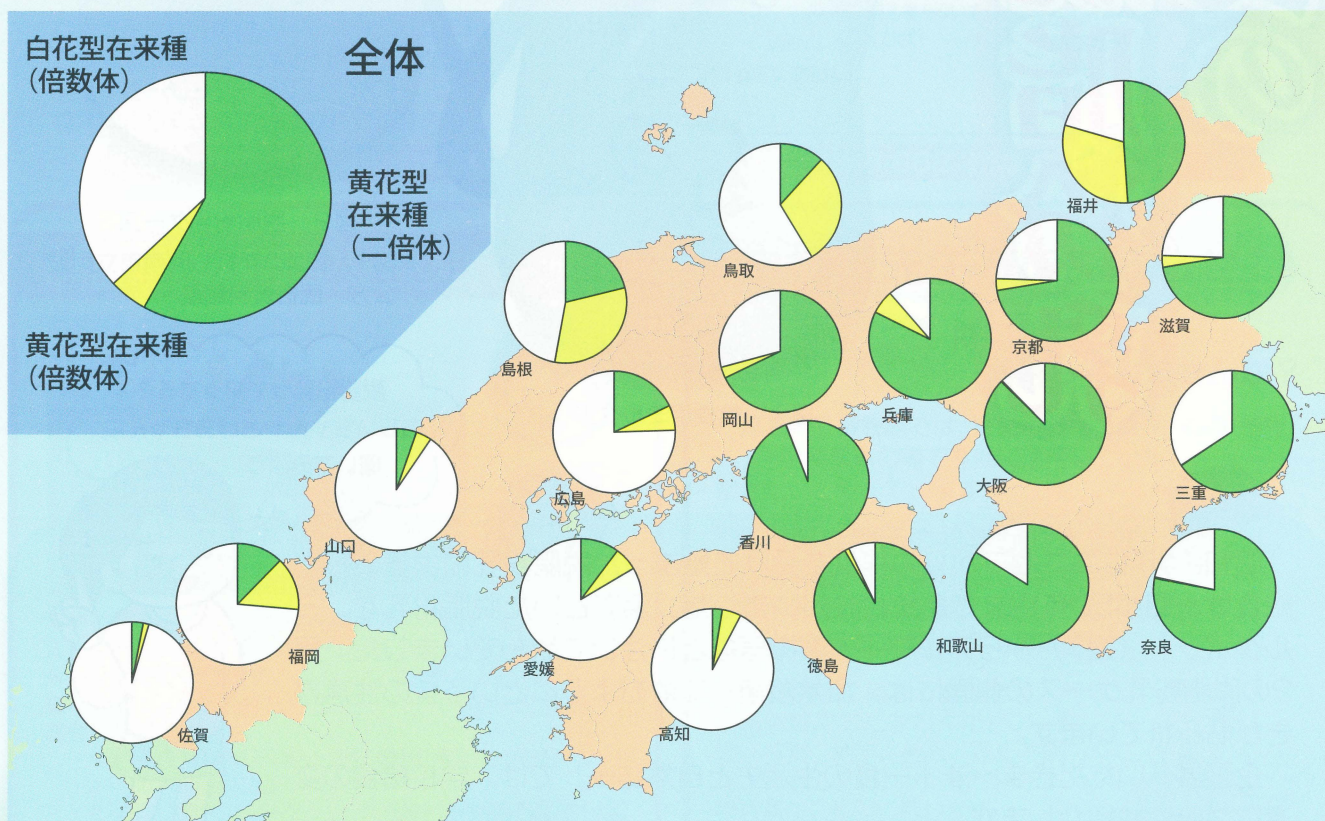 白花型在来種
（倍数体）
全体
黄花型
在来種
（二倍体）
黄花型在来種
（倍数体）
福井
鳥取
滋賀
京都
島根
岡山
兵庫
大阪
三重
広島
香川
山口
和歌山
奈良
徳島
愛媛
福岡
高知
佐賀